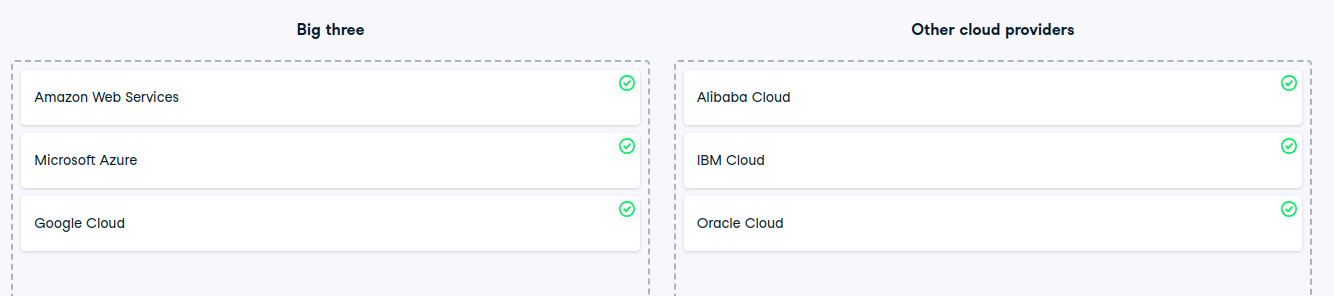 Big three
Amazon Web Services
Microsoft Azure
Google Cloud
Other cloud providers
Alibaba Cloud
IBM Cloud
Oracle Cloud